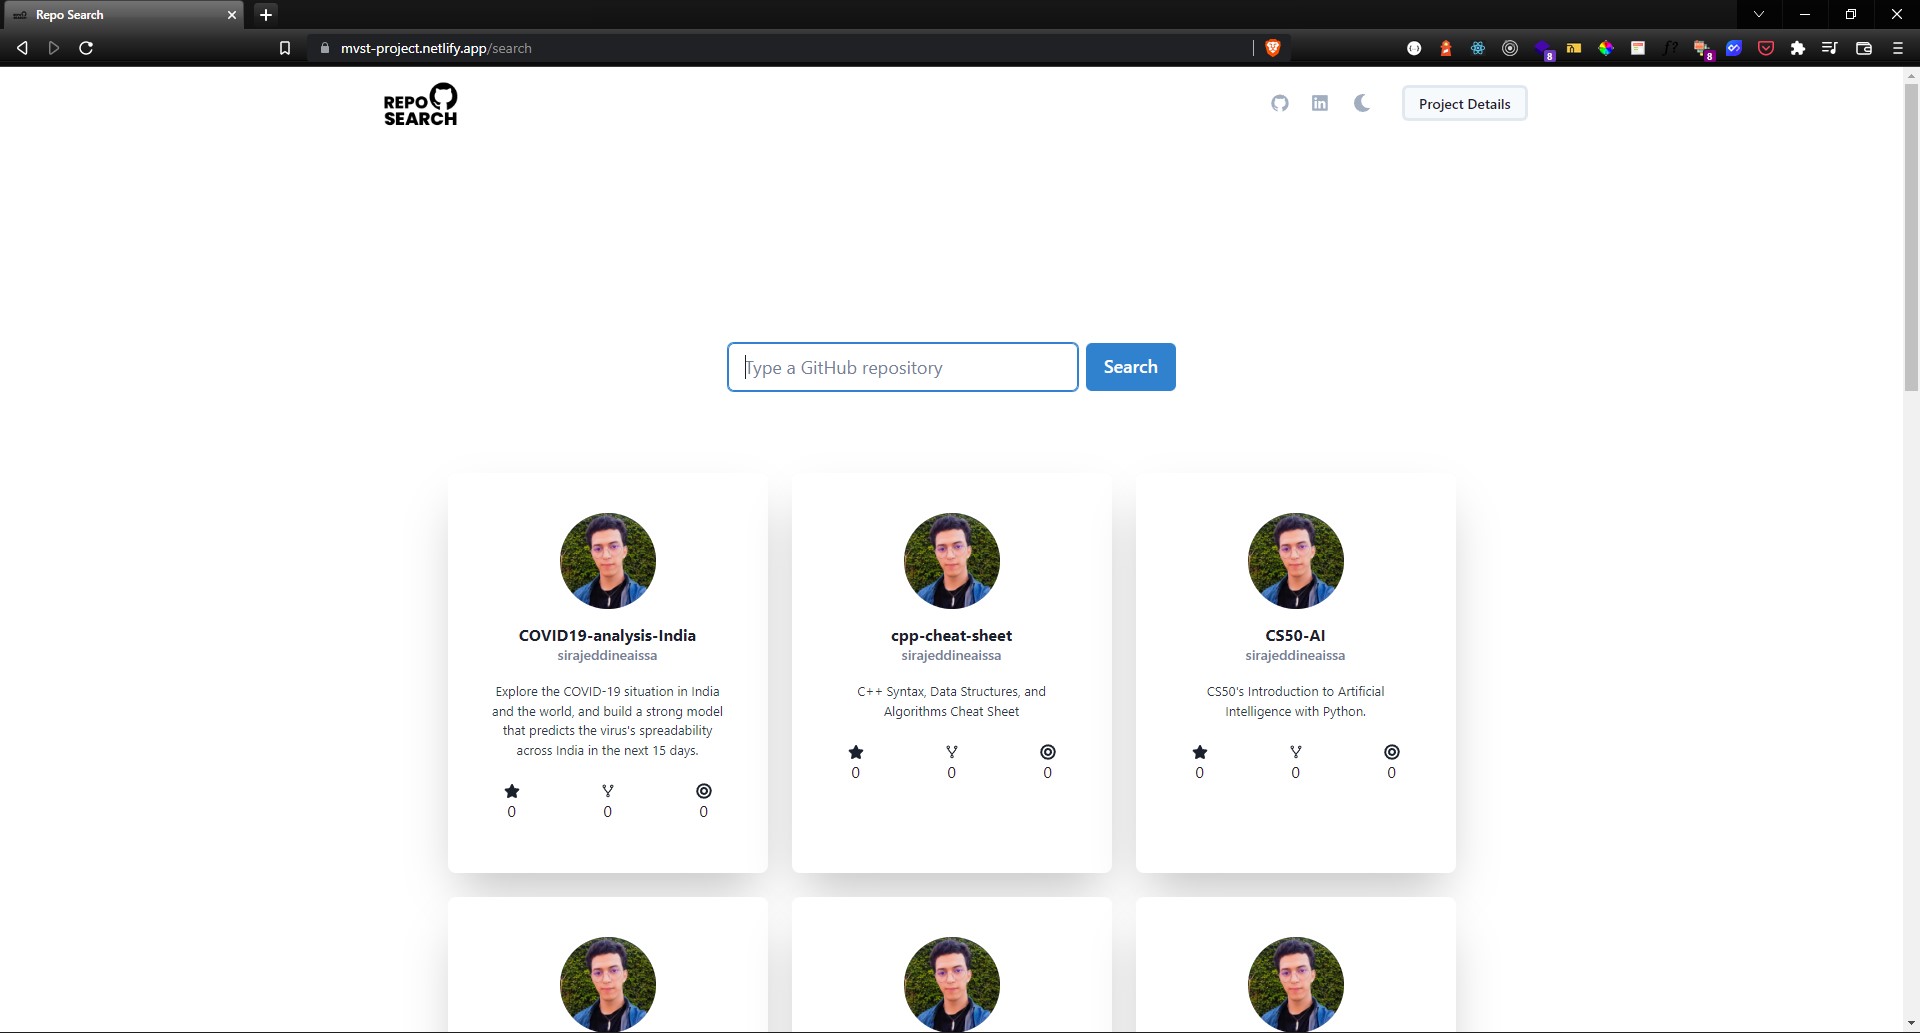 Repo Search
mvst-project.netlify.app/search
8
8
REPO
SEARCH
Project Details
Type a GitHub repository
Search
COVID19-analysis-India
sirajeddineaissa
Explore the COVID-19 situation in India
and the world, and build a strong model
that predicts the virus's spreadability
across India in the next 15 days.
0 0 0
cpp-cheat-sheet
sirajeddineaissa
C++ Syntax, Data Structures, and
Algorithms Cheat Sheet
0 0 0
CS50-AI
sirajeddineaissa
CS50's Introduction to Artificial
Intelligence with Python.
0 0 0